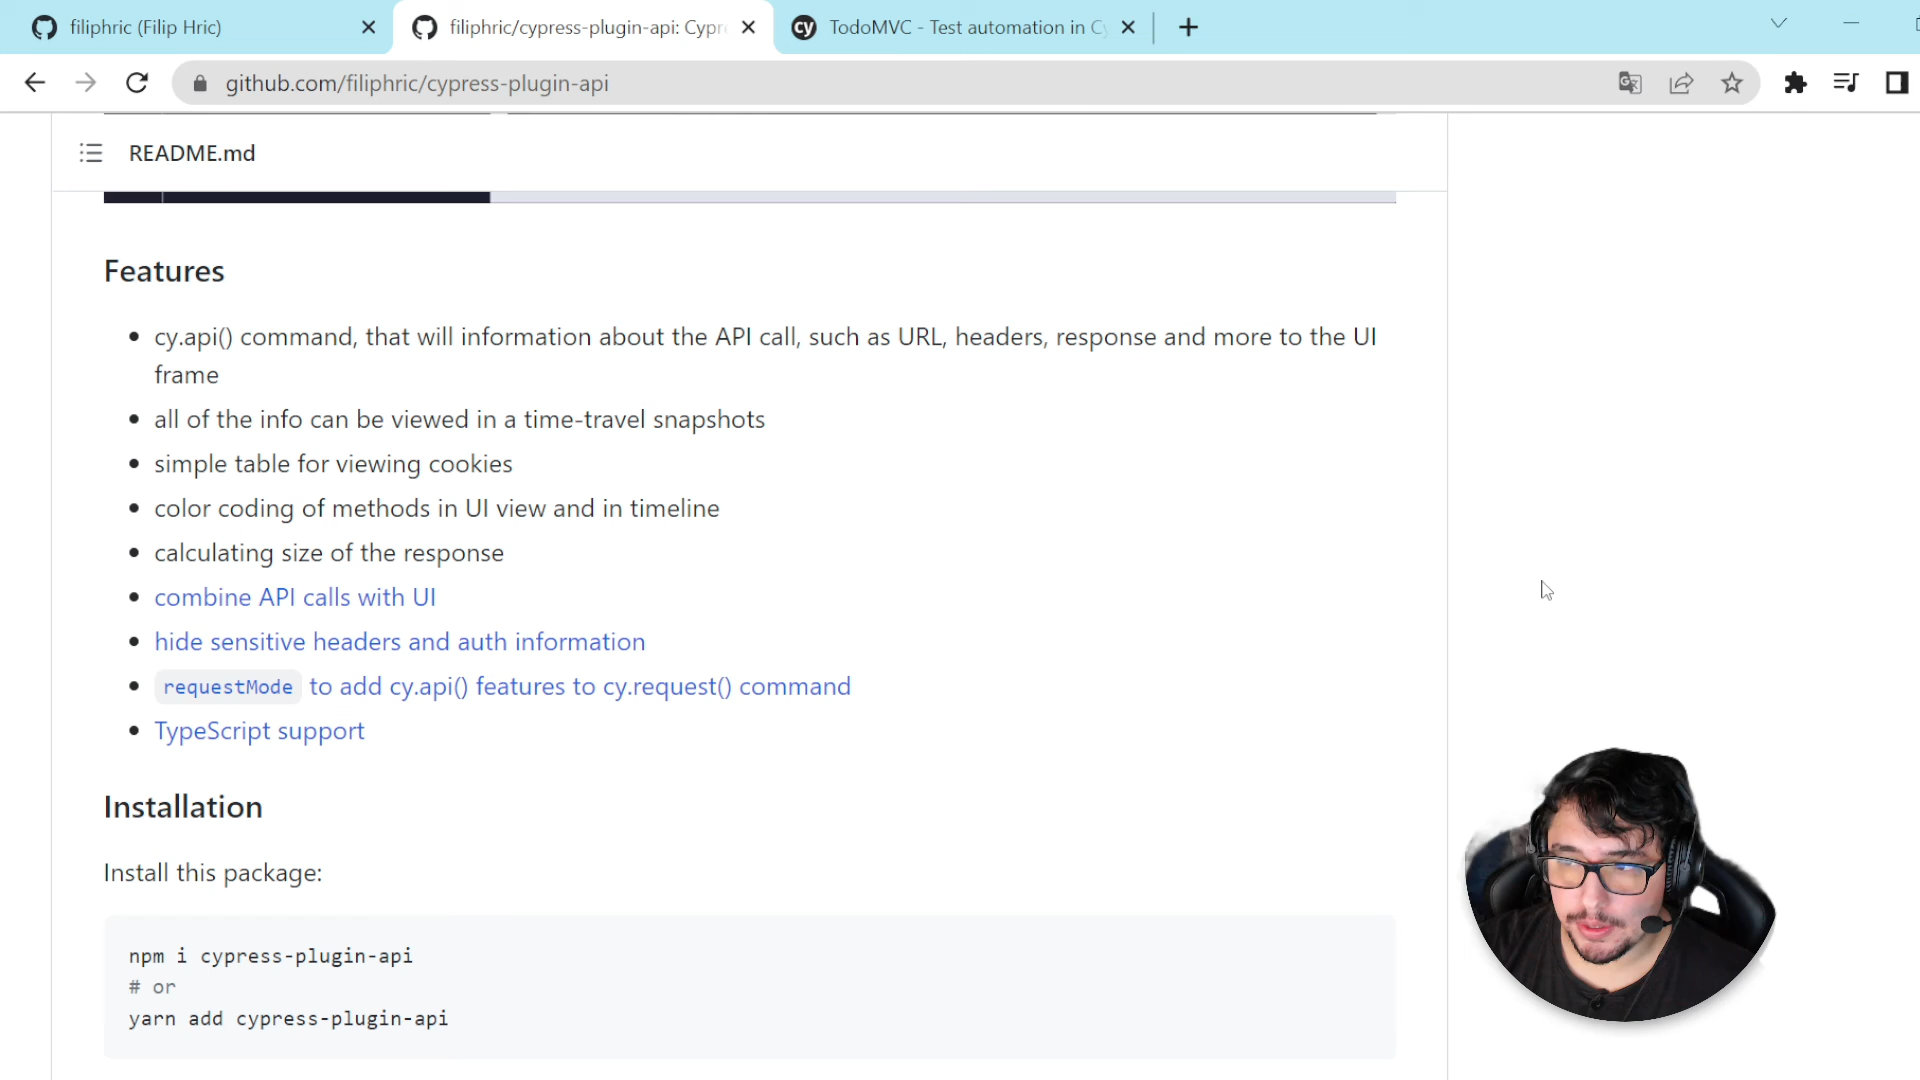 filiphric (Filip Hric)
filiphric/cypress-plugin-api: Cypr
cy
TodoMVC - Test automation in Cy
github.com/filiphric/cypress-plugin-api
README.md
Features
cy.api() command, that will information about the API call, such as URL, headers, response and more to the UI
frame
all of the info can be viewed in a time-travel snapshots
simple table for viewing cookies
color coding of methods in UI view and in timeline
calculating size of the response
combine API calls with UI
hide sensitive headers and auth information
requestMode to add cy.api() features to cy.request() command
TypeScript support
Installation
Install this package:
npm i cypress-plugin-api
# or
yarn add cypress-plugin-api